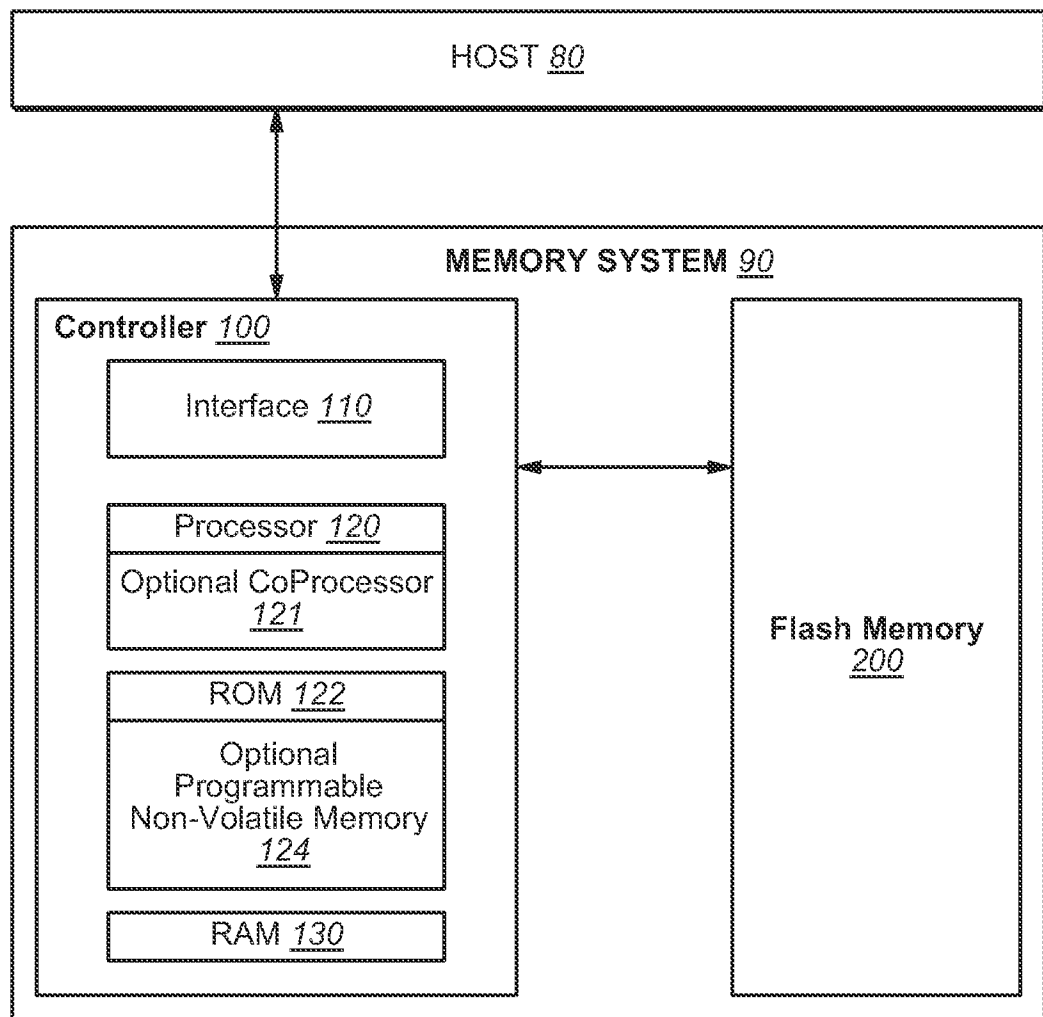 HOST 80
MEMORY SYSTEM 90
Controller 100
Interface 110
Processor 120
Optional CoProcessor
121
ROM 122
Optional
Programmable
Non-Volatile Memory
124
RAM 130
Flash Memory
200